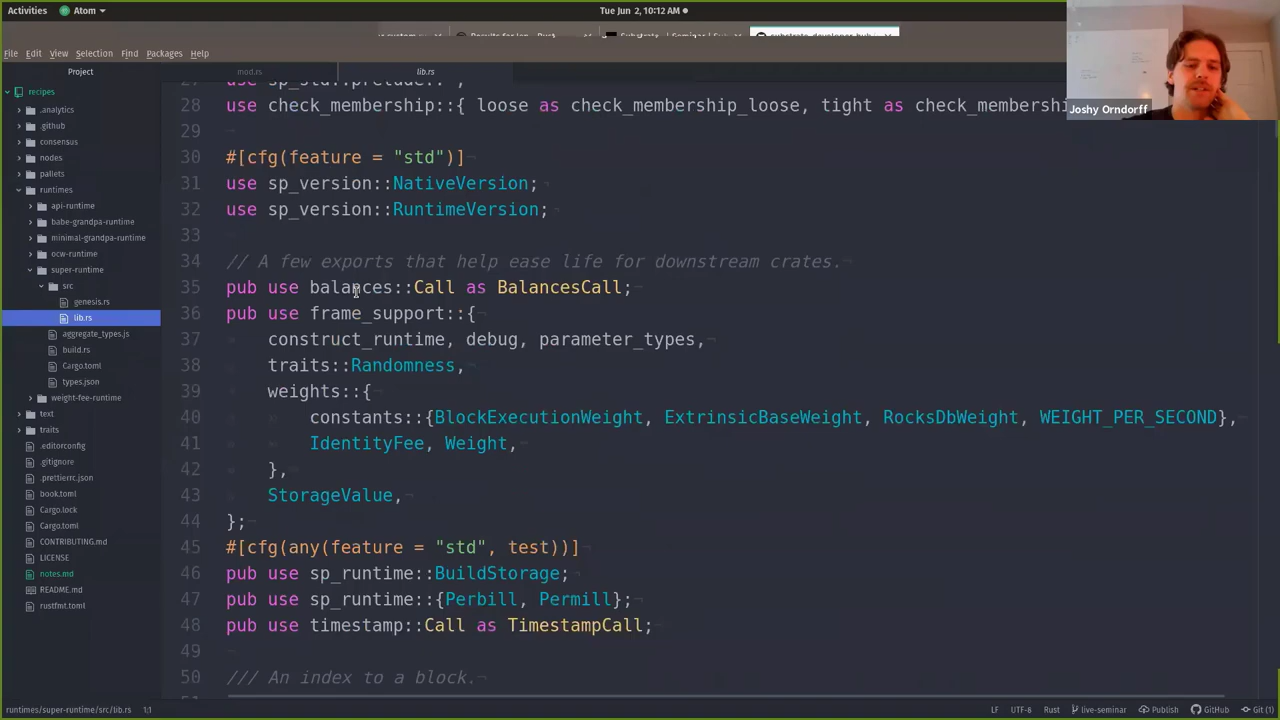 Activities
Atom
Tue Jun 2, 10:12 AM
Substrate
File Edit View Selection Find Packages Help
Joshy Orndorff
Project
mod.rs
lib.rs
recipes
.analytics
.github
consensus
nodes
pallets
runtimes
api-runtime
babe-grandpa-runtime
minimal-grandpa-runtime
ocw-runtime
super-runtime
src
genesis.rs
lib.rs
aggregate_types.js
build.rs
Cargo.toml
types.json
weight-fee-runtime
text
traits
.editorconfig
.gitignore
.prettierrc.json
book.toml
Cargo.lock
Cargo.toml
CONTRIBUTING.md
LICENSE
notes.md
README.md
rustfmt.toml
28 use check_membership::{ loose as check_membership_loose, tight as check_membership
29
30 #[cfg(feature = "std")]
31 use sp_version::NativeVersion;
32 use sp_version::RuntimeVersion;
33
34 // A few exports that help ease life for downstream crates.
35 pub use balances::Call as BalancesCall;
36 pub use frame_support::{
37 construct_runtime, debug, parameter_types,
38 traits::Randomness,
39 weights::{
40 constants::{BlockExecutionWeight, ExtrinsicBaseWeight, RocksDbWeight, WEIGHT_PER_SECOND},
41 IdentityFee, Weight,
42 },
43 StorageValue,
44 };
45 #[cfg(any(feature = "std", test))]
46 pub use sp_runtime::BuildStorage;
47 pub use sp_runtime::{Perbill, Permill};
48 pub use timestamp::Call as TimestampCall;
49
50 /// An index to a block.
runtimes/super-runtime/src/lib.rs 1:1
LF UTF-8 Rust live-seminar Publish GitHub Git (1)